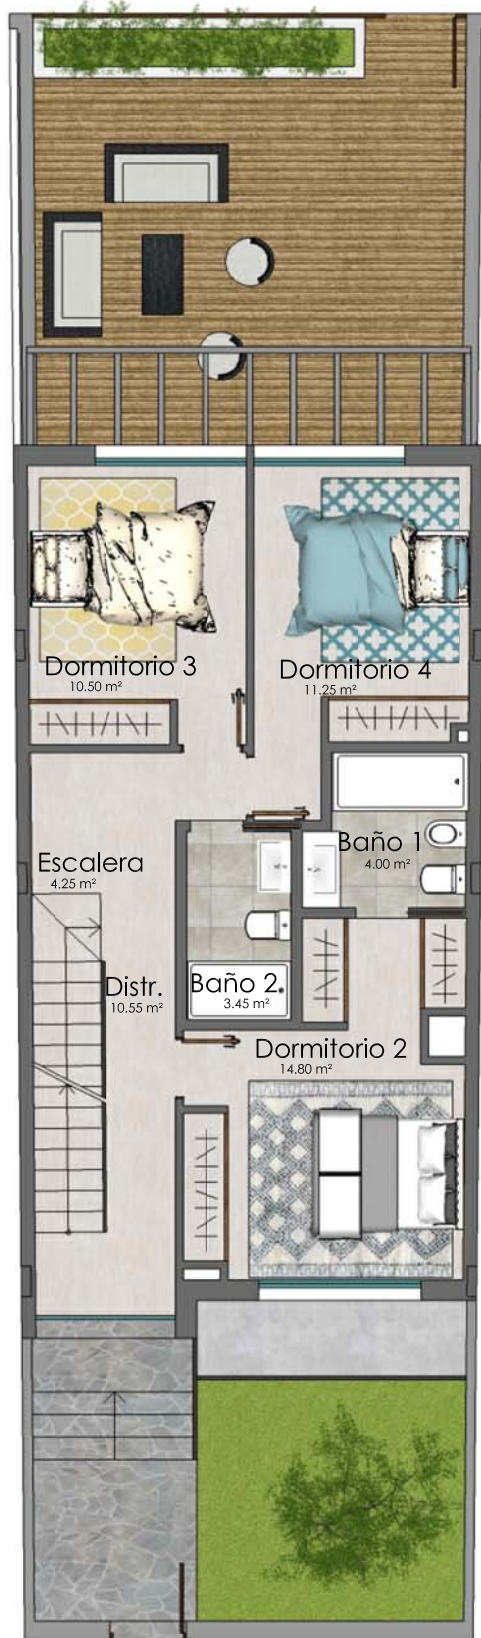 Dormitorio 3
10.50 m²
Dormitorio 4
11.25 m²
Baño 1
4.00 m²
Escalera
4.25 m²
Distr.
10.55 m²
Baño 2
3.45 m²
Dormitorio 2
14.80 m²